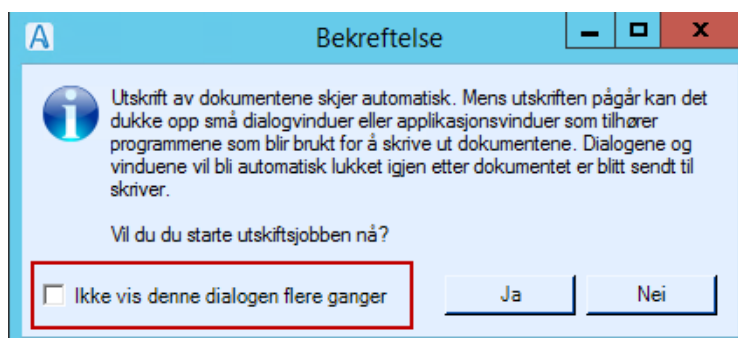 A
Bekreftelse
Utskrift av dokumentene skjer automatisk. Mens utskriften pågår kan det
dukke opp små dialogvinduer eller applikasjonsvinduer som tilhører
programmene som blir brukt for å skrive ut dokumentene. Dialogene og
vinduene vil bli automatisk lukket igjen etter dokumentet er blitt sendt til
skriver.
Vil du du starte utskiftsjobben nå?
Ikke vis denne dialogen flere ganger
Ja
Nei